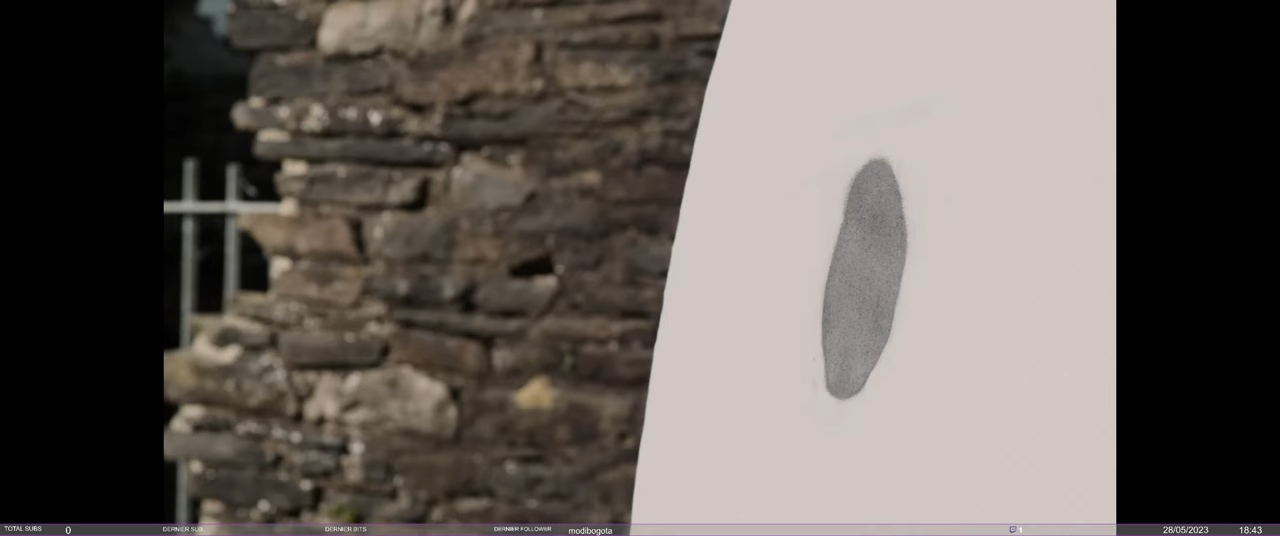 TOTAL SUBS 0 DERNIER SUB DERNIER BITS DERNIER FOLLOWER modibogota 28/05/2023 18:43